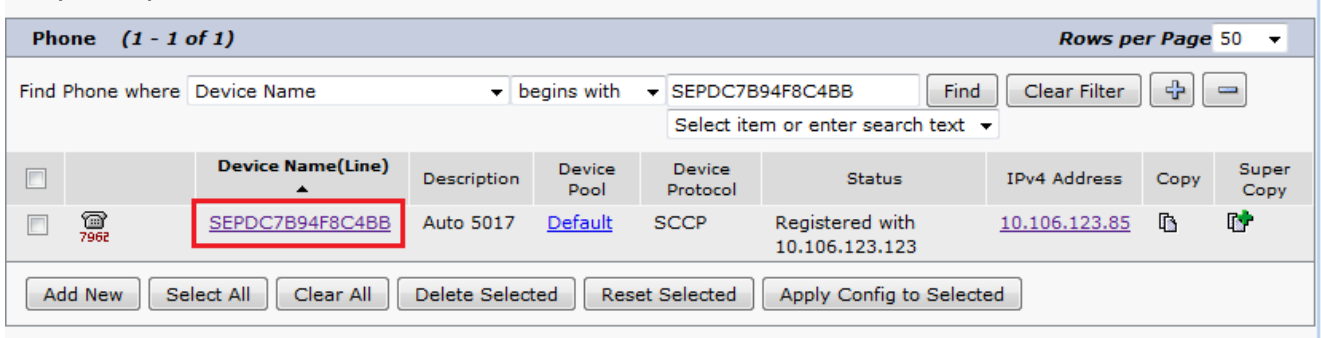 Phone (1 - 1 of 1) Rows per Page 50
Find Phone where Device Name begins with SEPDC7B94F8C4BB Find Clear Filter
Select item or enter search text
Device Name(Line) Description Device Pool Device Protocol Status IPv4 Address Copy Super Copy
7962 SEPDC7B94F8C4BB Auto 5017 Default SCCP Registered with 10.106.123.85
10.106.123.123
Add New Select All Clear All Delete Selected Reset Selected Apply Config to Selected